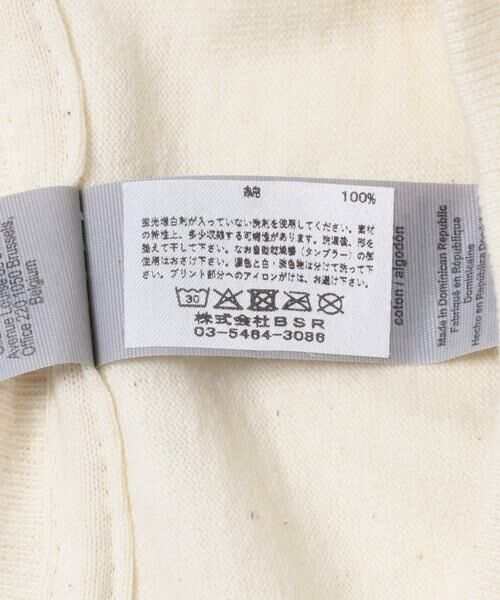 綿 100%
蛍光増白剤が入っていない洗剤を使用してください。素材
の特性上、多少収縮する可能性があります。洗濯後、形を
整えて干して下さい。なお自動乾燥機（タンブラー）の使
使用はおさけ下さい。濃色と白・淡色物は分けて洗って下
さい。プリント部分へのアイロンがけは、お避け下さい。
30
株式会社BSR
03-5464-3086
coton / algodón
Made in Dominican Republic
Fabriqué en République
Dominicaine
Hecho en República
Avenue Louise
Office 220 1050 Brussels,
Belgium